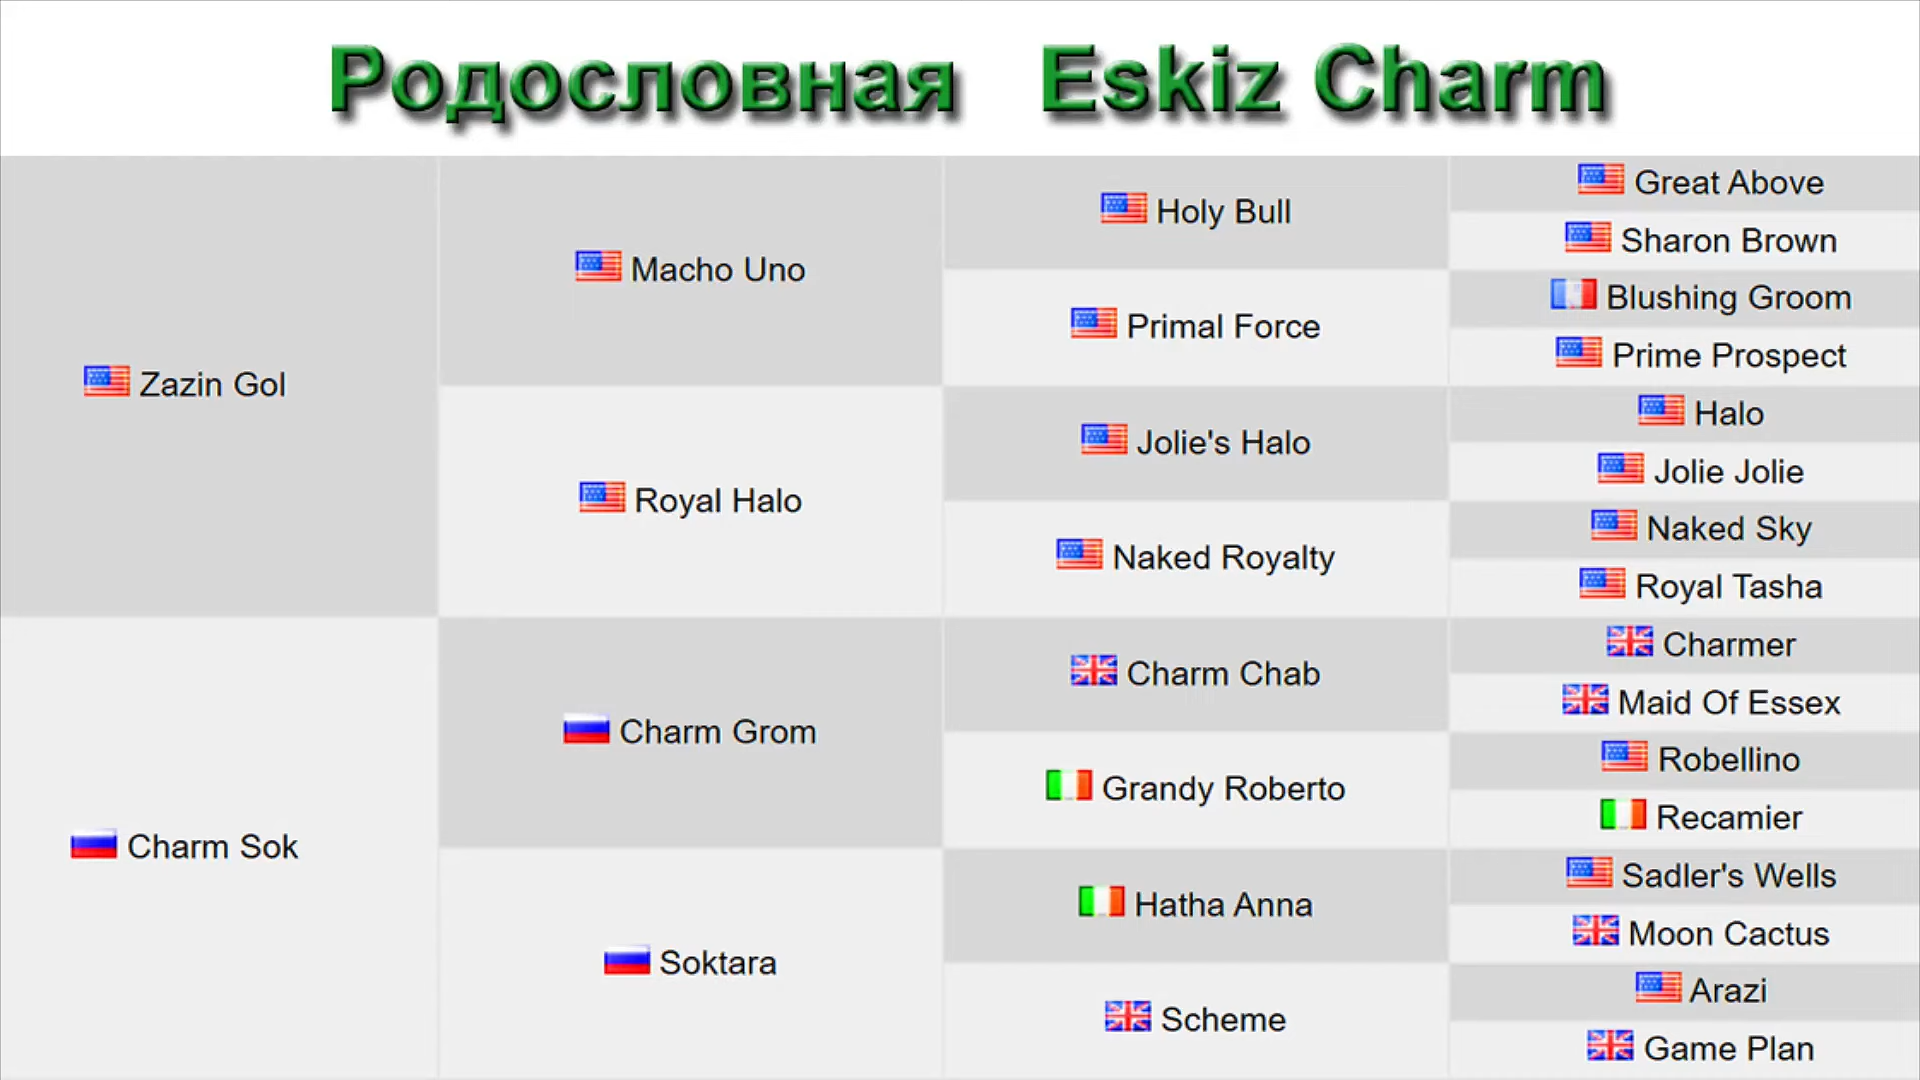 Родословная Eskiz Charm
Zazin Gol
Charm Sok
Macho Uno
Royal Halo
Charm Grom
Soktara
Holy Bull
Primal Force
Jolie's Halo
Naked Royalty
Charm Chab
Grandy Roberto
Hatha Anna
Scheme
Great Above
Sharon Brown
Blushing Groom
Prime Prospect
Halo
Jolie Jolie
Naked Sky
Royal Tasha
Charmer
Maid Of Essex
Robellino
Recamier
Sadler's Wells
Moon Cactus
Arazi
Game Plan